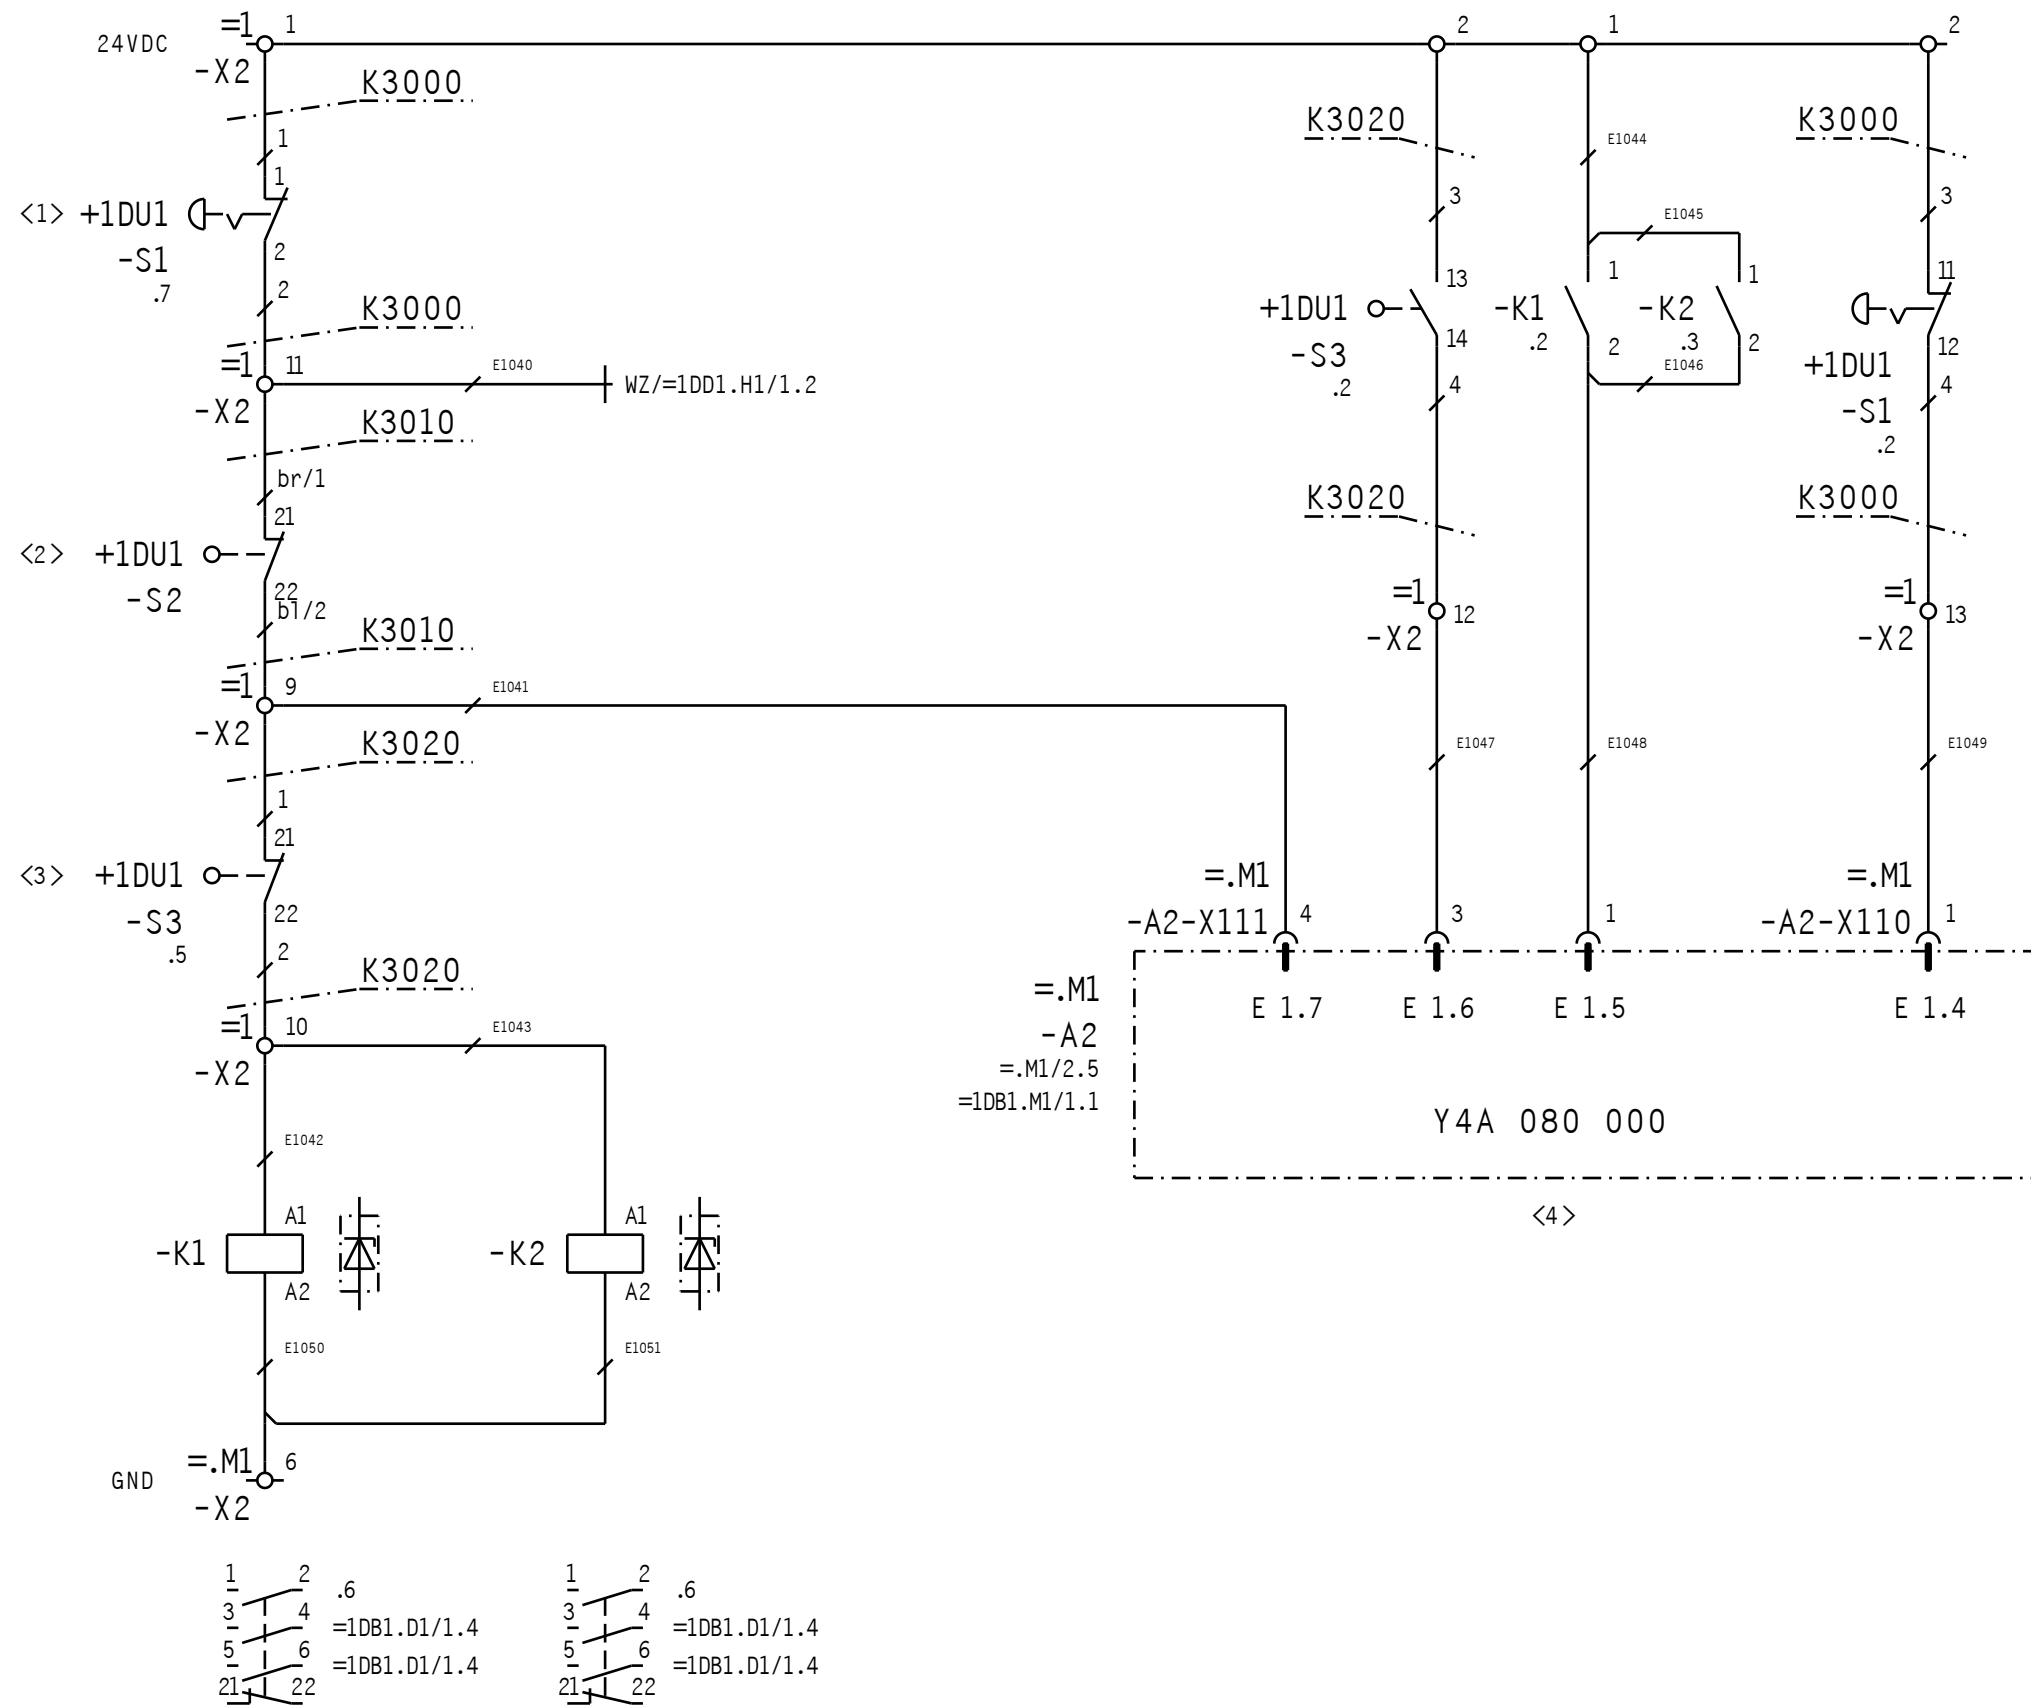 =1 1 2 1 2
24VDC
-X2
K3000
K3020 E1044 K3000
1
1 3 3
<1> +1DU1 E1045
-S1 2
.7 2
13 1 1 11
K3000 +1DU1 -K1 -K2
.2 .3
14 2 2 12
-S3
.2
=1 11 E1040 E1046
WZ/=1DD1.H1/1.2 4 +1DU1 4
-X2 -S1
K3010 .2
br/1
K3020 K3000
21
<2> +1DU1
22
-S2 bl/2 =1 12 =1 13
K3010 -X2 -X2
=1 9 E1041
-X2
K3020 E1047 E1048 E1049
1
21
<3> +1DU1 =.M1 =.M1
-S3 22 -A2-X111 4 3 1 -A2-X110 1
.5 2
K3020
=.M1 E 1.7 E 1.6 E 1.5 E 1.4
=1 10 E1043 -A2
-X2 =.M1/2.5
=1DB1.M1/1.1
Y4A 080 000
E1042
A1 A1 <4>
-K1 -K2
A2 A2
E1050 E1051
=.M1 6
GND
-X2
1 2 .6 1 2 .6
3 4 =1DB1.D1/1.4 3 4 =1DB1.D1/1.4
5 6 =1DB1.D1/1.4 5 6 =1DB1.D1/1.4
21 22 21 22